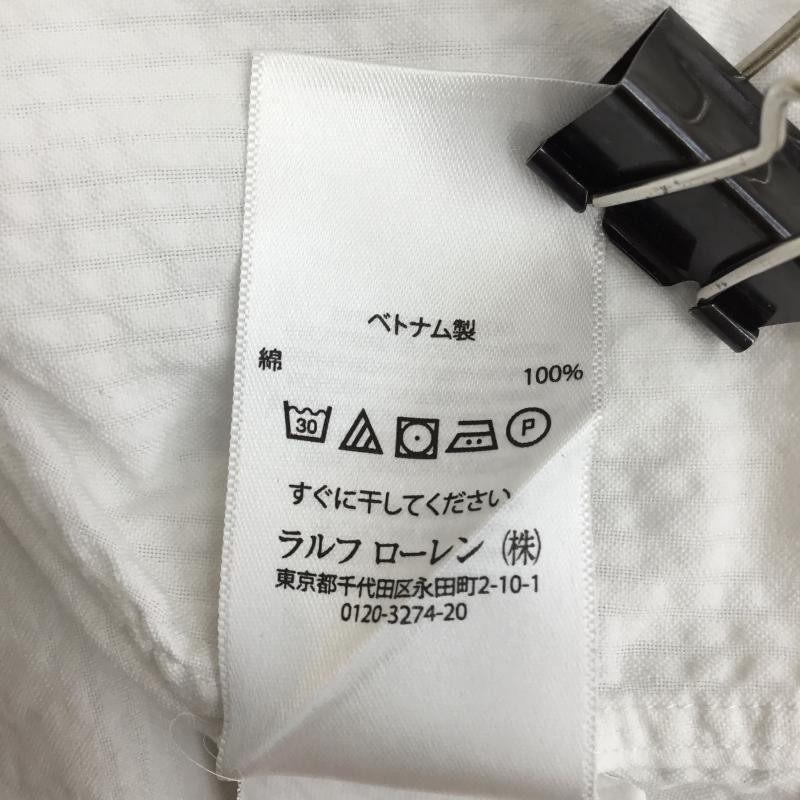 ベトナム製
綿 100%
30 P
すぐに干してください
ラルフ ローレン (株)
東京都千代田区永田町2-10-1
0120-3274-20